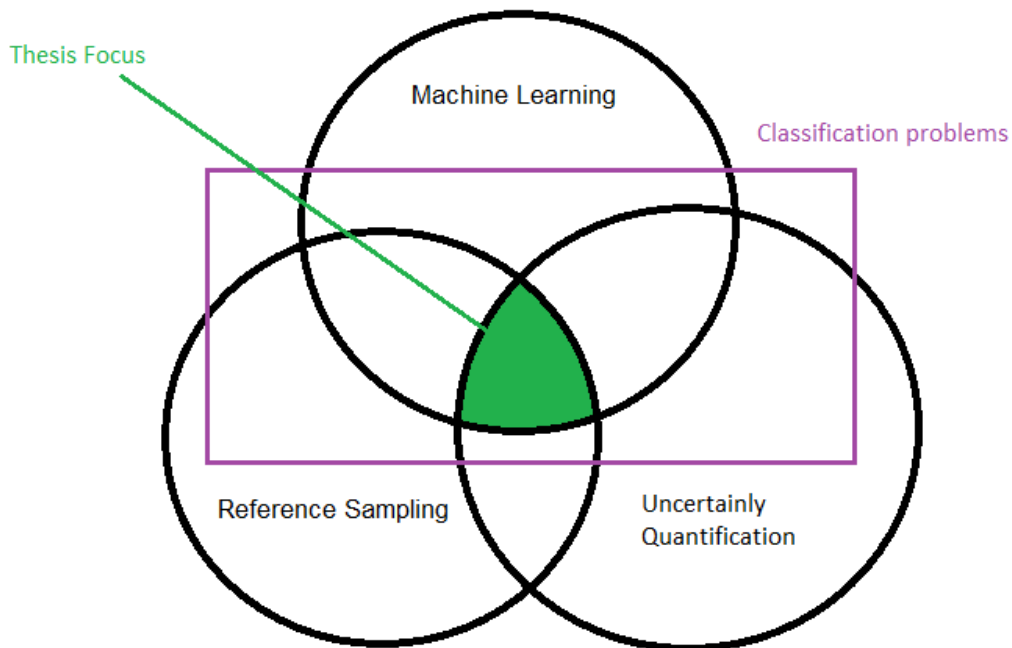 Thesis Focus
Machine Learning
Classification problems
Reference Sampling
Uncertainly
Quantification